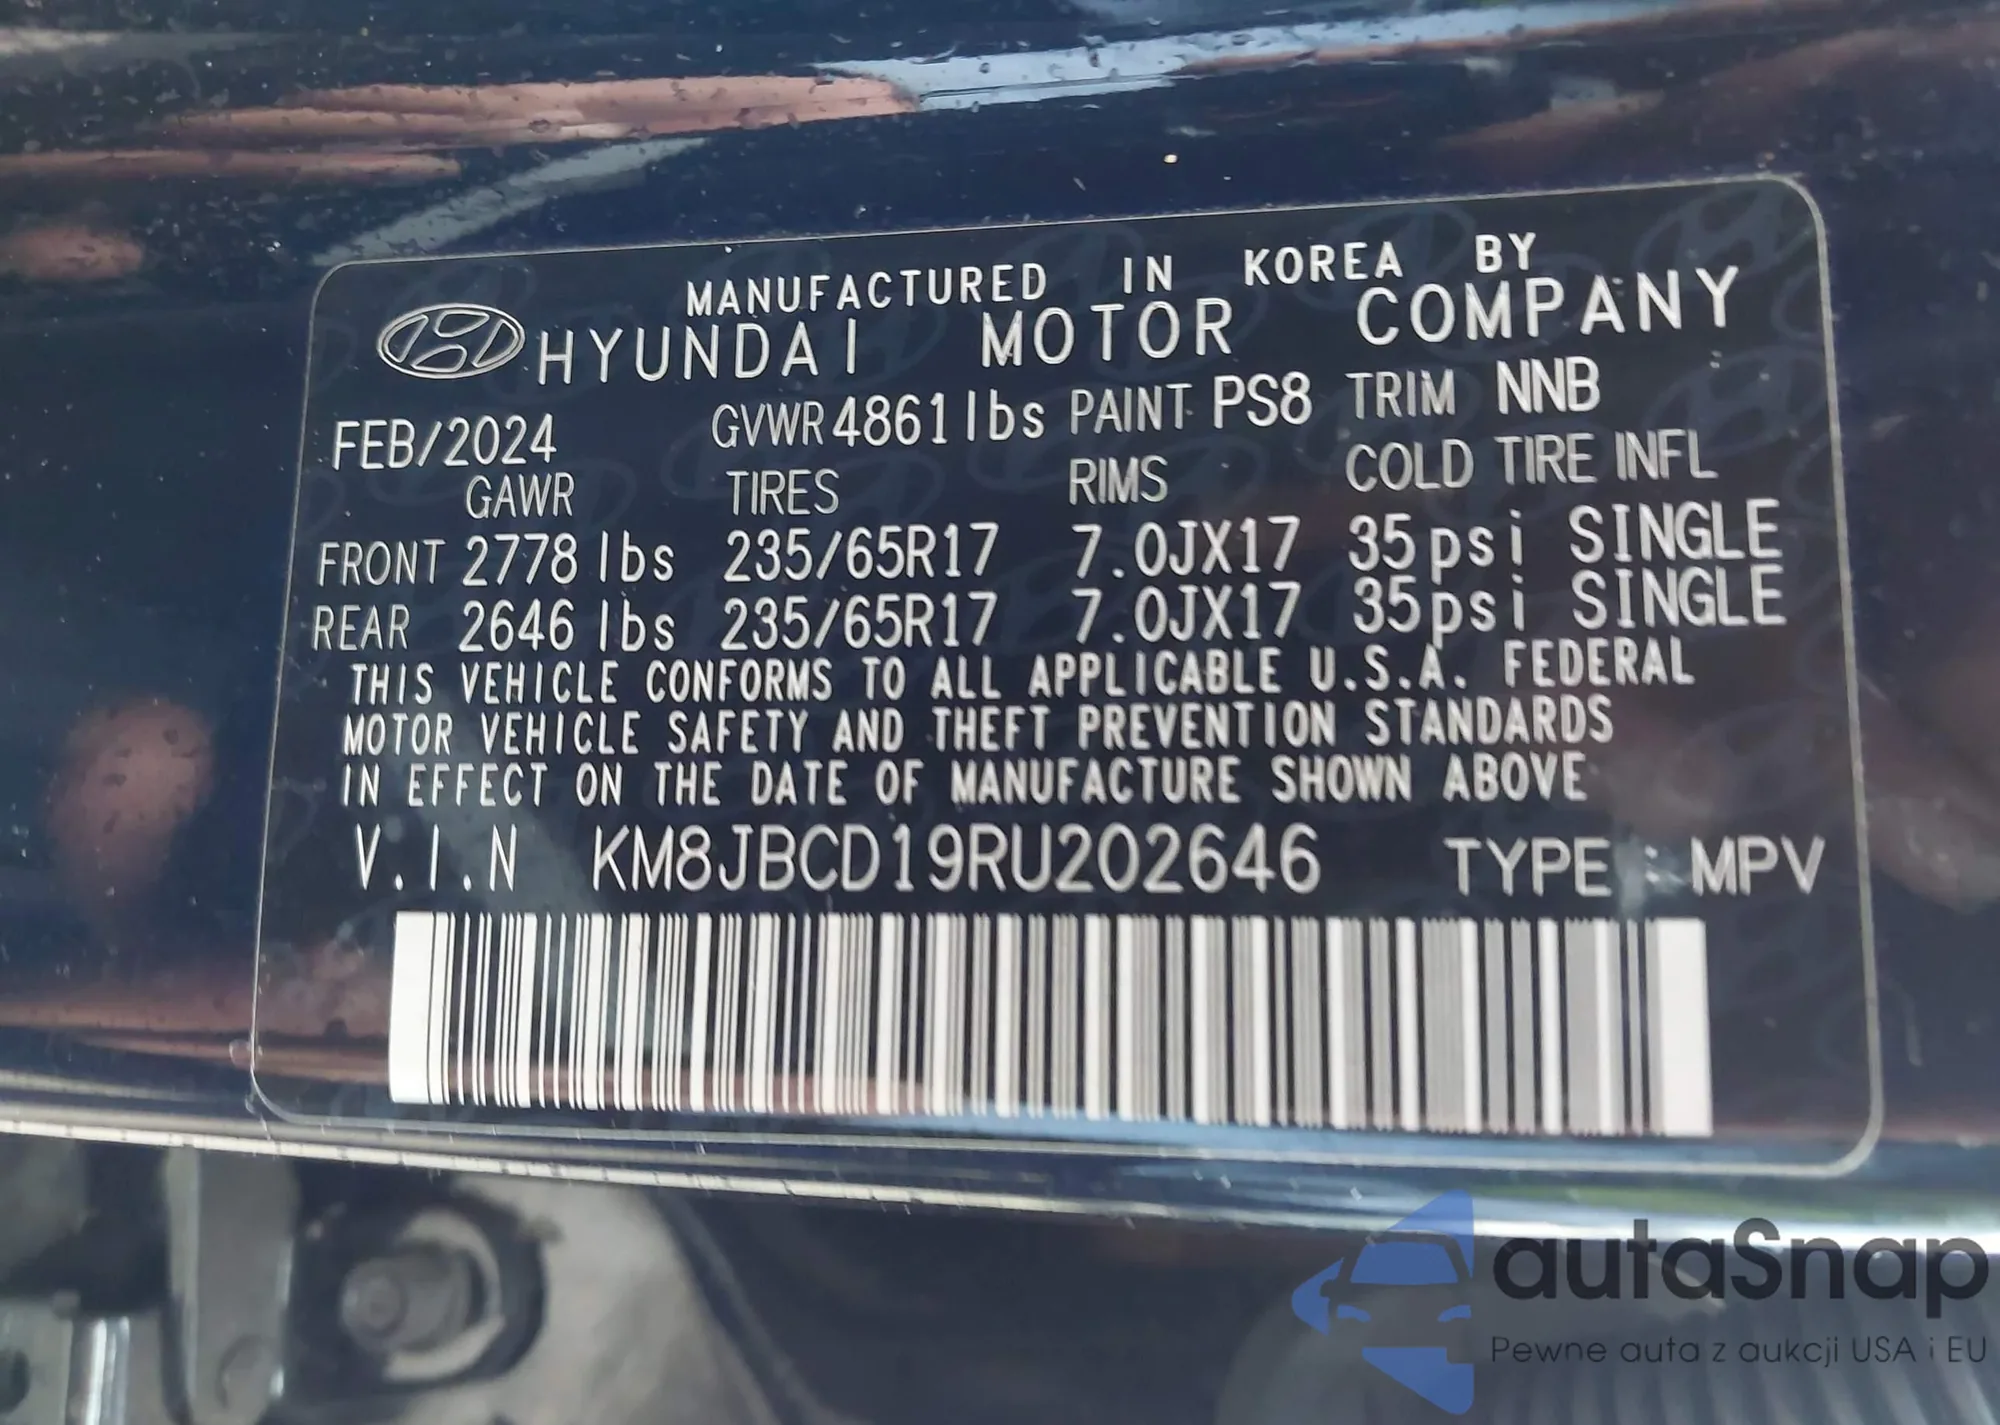 MANUFACTURED IN KOREA BY
HYUNDAI MOTOR COMPANY
FEB/2024 GVWR 4861 lbs PAINT PS8 TRIM NNB
GAWR TIRES RIMS COLD TIRE INFL
FRONT 2778 lbs 235/65R17 7.0JX17 35psi SINGLE
REAR 2646 lbs 235/65R17 7.0JX17 35psi SINGLE
THIS VEHICLE CONFORMS TO ALL APPLICABLE U.S.A. FEDERAL
MOTOR VEHICLE SAFETY AND THEFT PREVENTION STANDARDS
IN EFFECT ON THE DATE OF MANUFACTURE SHOWN ABOVE
V.I.N KM8JBCD19RU202646 TYPE : MPV
autaSnap
Pewne auta z aukcji USA i EU